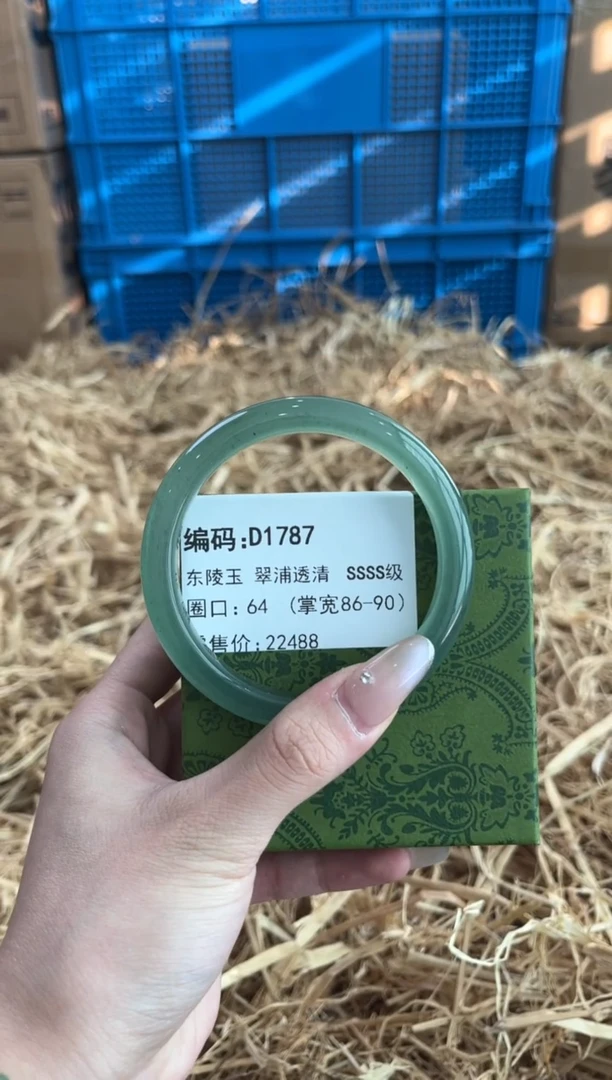 编码:D1787
东陵玉 翠浦透清 SSSS级
圈口: 64 （掌宽86-90）
售价:22488